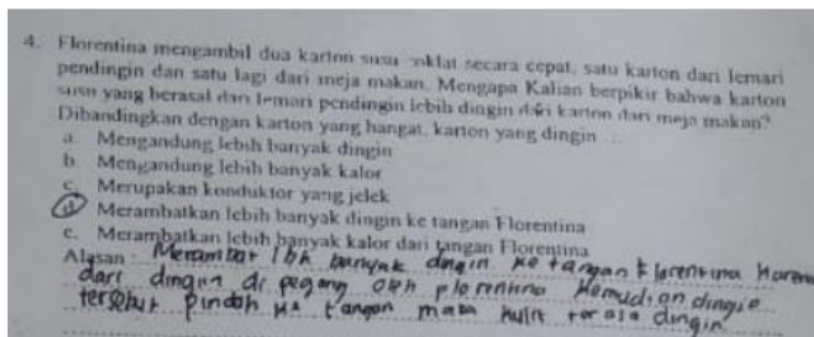 4. Florentina mengambil dua karton susu coklat secara cepat, satu karton dari lemari
pendingin dan satu lagi dari meja makan. Mengapa Kalian berpikir bahwa karton
susu yang berasal dari lemari pendingin lebih dingin dari karton dari meja makan?
Dibandingkan dengan karton yang hangat, karton yang dingin ...
a. Mengandung lebih banyak dingin
b. Mengandung lebih banyak kalor
c. Merupakan konduktor yang jelek
d. Merambatkan lebih banyak dingin ke tangan Florentina
e. Merambatkan lebih banyak kalor dari tangan Florentina
Alasan : Merambat lbh banyak dingin ke tangan Florentina karena
dari dingin di pegang oleh plorentina kemudian dingin
tersebut pindah ke tangan maka kulit terasa dingin